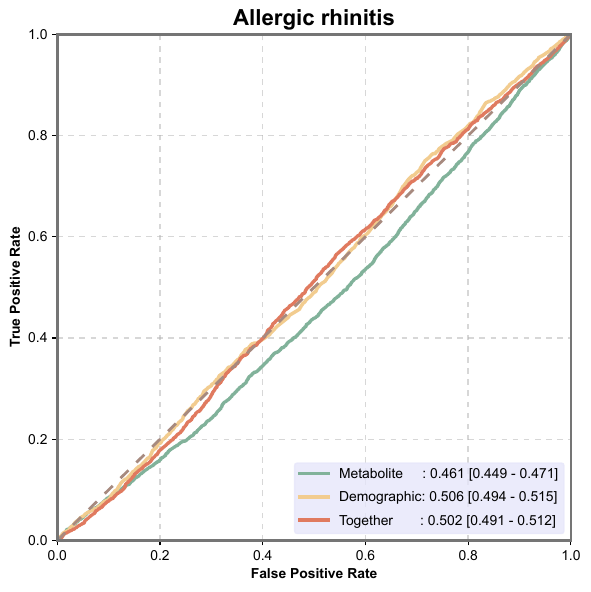 Allergic rhinitis
True Positive Rate
1.0
0.8
0.6
0.4
0.2
0.0
Metabolite : 0.461 [0.449 - 0.471]
Demographic: 0.506 [0.494 - 0.515]
Together : 0.502 [0.491 - 0.512]
0.0 0.2 0.4 0.6 0.8 1.0
False Positive Rate